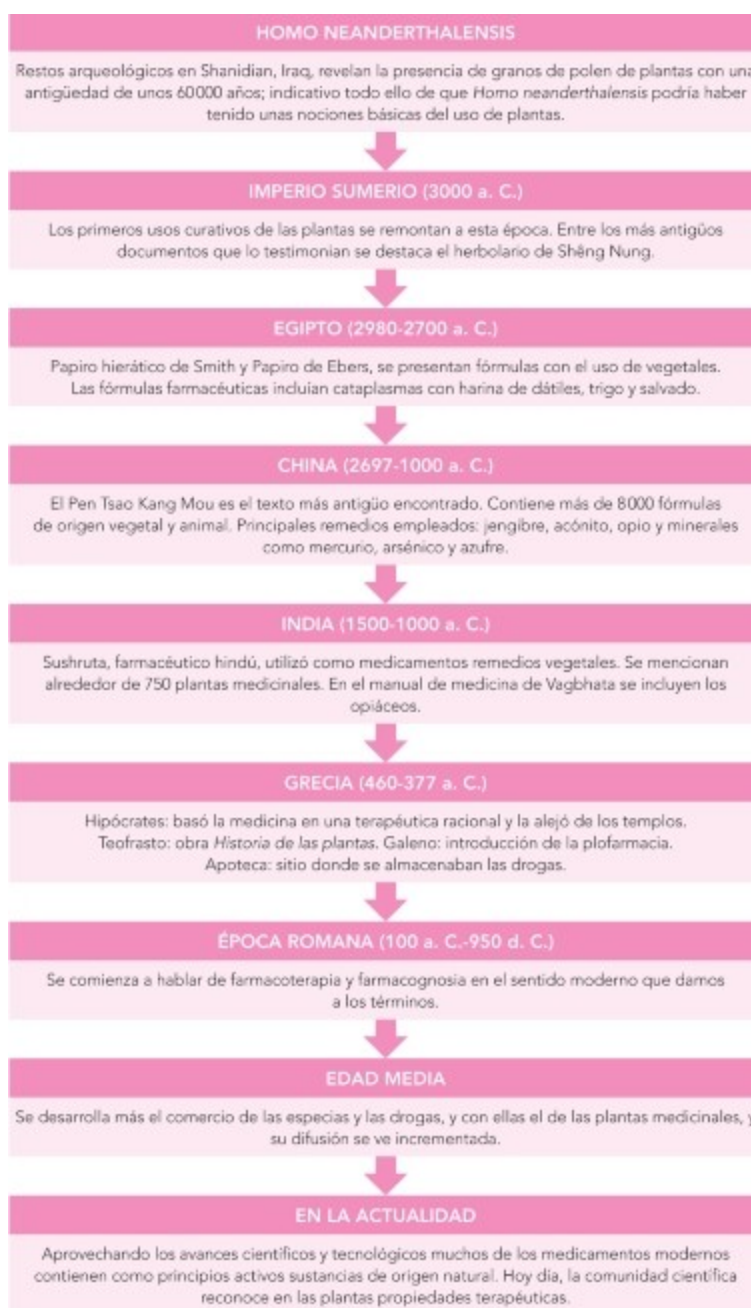 HOMO NEANDERTHALENSIS
Restos arqueológicos en Shanidian, Iraq, revelan la presencia de granos de polen de plantas con una
antigüedad de unos 60000 años; indicativo todo ello de que Homo neanderthalensis podría haber
tenido unas nociones básicas del uso de plantas.
IMPERIO SUMERIO (3000 a. C.)
Los primeros usos curativos de las plantas se remontan a esta época. Entre los más antigüos
documentos que lo testimonian se destaca el herbolario de Shêng Nung.
EGIPTO (2980-2700 a. C.)
Papiro hierático de Smith y Papiro de Ebers, se presentan fórmulas con el uso de vegetales.
Las fórmulas farmacéuticas incluían cataplasmas con harina de dátiles, trigo y salvado.
CHINA (2697-1000 a. C.)
El Pen Tsao Kang Mou es el texto más antigüo encontrado. Contiene más de 8000 fórmulas
de origen vegetal y animal. Principales remedios empleados: jengibre, acónito, opio y minerales
como mercurio, arsénico y azufre.
INDIA (1500-1000 a. C.)
Sushruta, farmacéutico hindú, utilizó como medicamentos remedios vegetales. Se mencionan
alrededor de 750 plantas medicinales. En el manual de medicina de Vagbhata se incluyen los
opiáceos.
GRECIA (460-377 a. C.)
Hipócrates: basó la medicina en una terapéutica racional y la alejó de los templos.
Teofrasto: obra Historia de las plantas. Galeno: introducción de la plofarmacia.
Apoteca: sitio donde se almacenaban las drogas.
ÉPOCA ROMANA (100 a. C.-950 d. C.)
Se comienza a hablar de farmacoterapia y farmacognosia en el sentido moderno que damos
a los términos.
EDAD MEDIA
Se desarrolla más el comercio de las especias y las drogas, y con ellas el de las plantas medicinales, y
su difusión se ve incrementada.
EN LA ACTUALIDAD
Aprovechando los avances científicos y tecnológicos muchos de los medicamentos modernos
contienen como principios activos sustancias de origen natural. Hoy día, la comunidad científica
reconoce en las plantas propiedades terapéuticas.